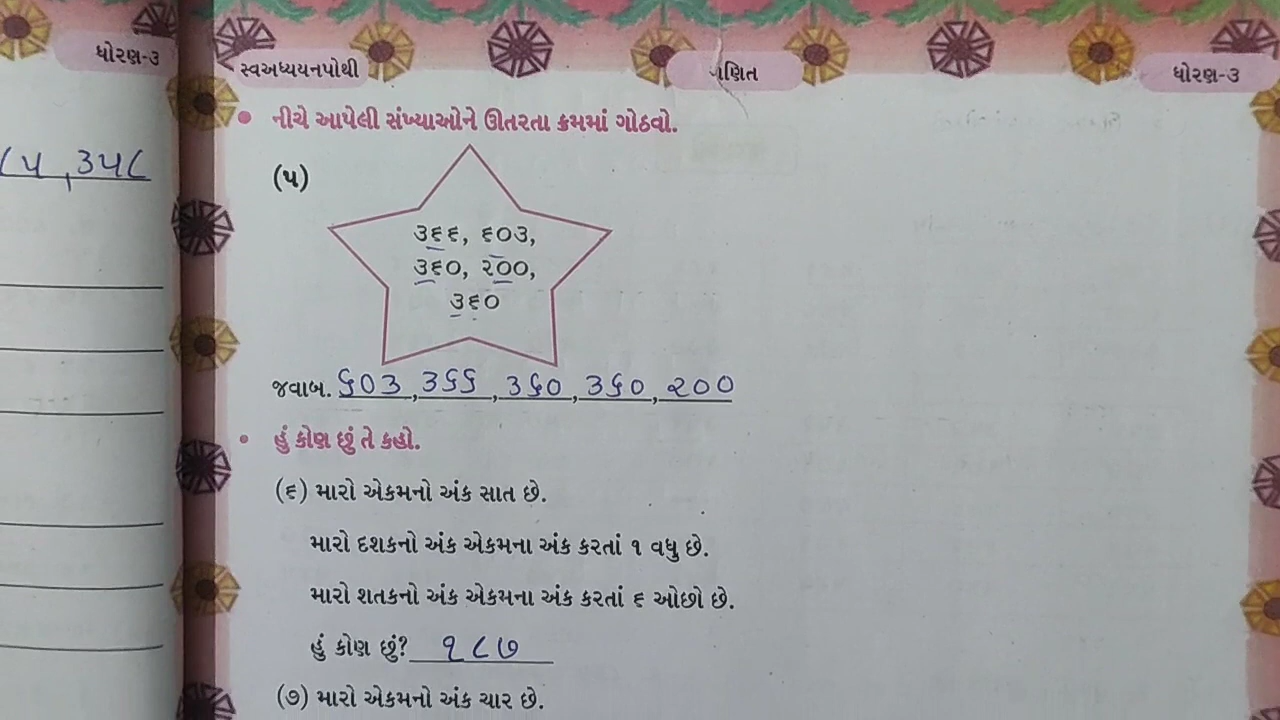 ધોરણ-૩
સ્વઅધ્યયનપોથી
ગણિત
ધોરણ-૩
૩૫૮
• નીચે આપેલી સંખ્યાઓને ઊતરતા ક્રમમાં ગોઠવો.
(૫)
૩૬૬, ૬૦૩,
૩૬૦, ૨૦૦,
૩૬૦
જવાબ. ૬૦૩, ૩૬૬, ૩૬૦, ૩૬૦, ૨૦૦
• હું કોણ છું તે કહો.
(૬) મારો એકમનો અંક સાત છે.
મારો દશકનો અંક એકમના અંક કરતાં ૧ વધુ છે.
મારો શતકનો અંક એકમના અંક કરતાં ૬ ઓછો છે.
હું કોણ છું? ૧૮૭
(૭) મારો એકમનો અંક ચાર છે.